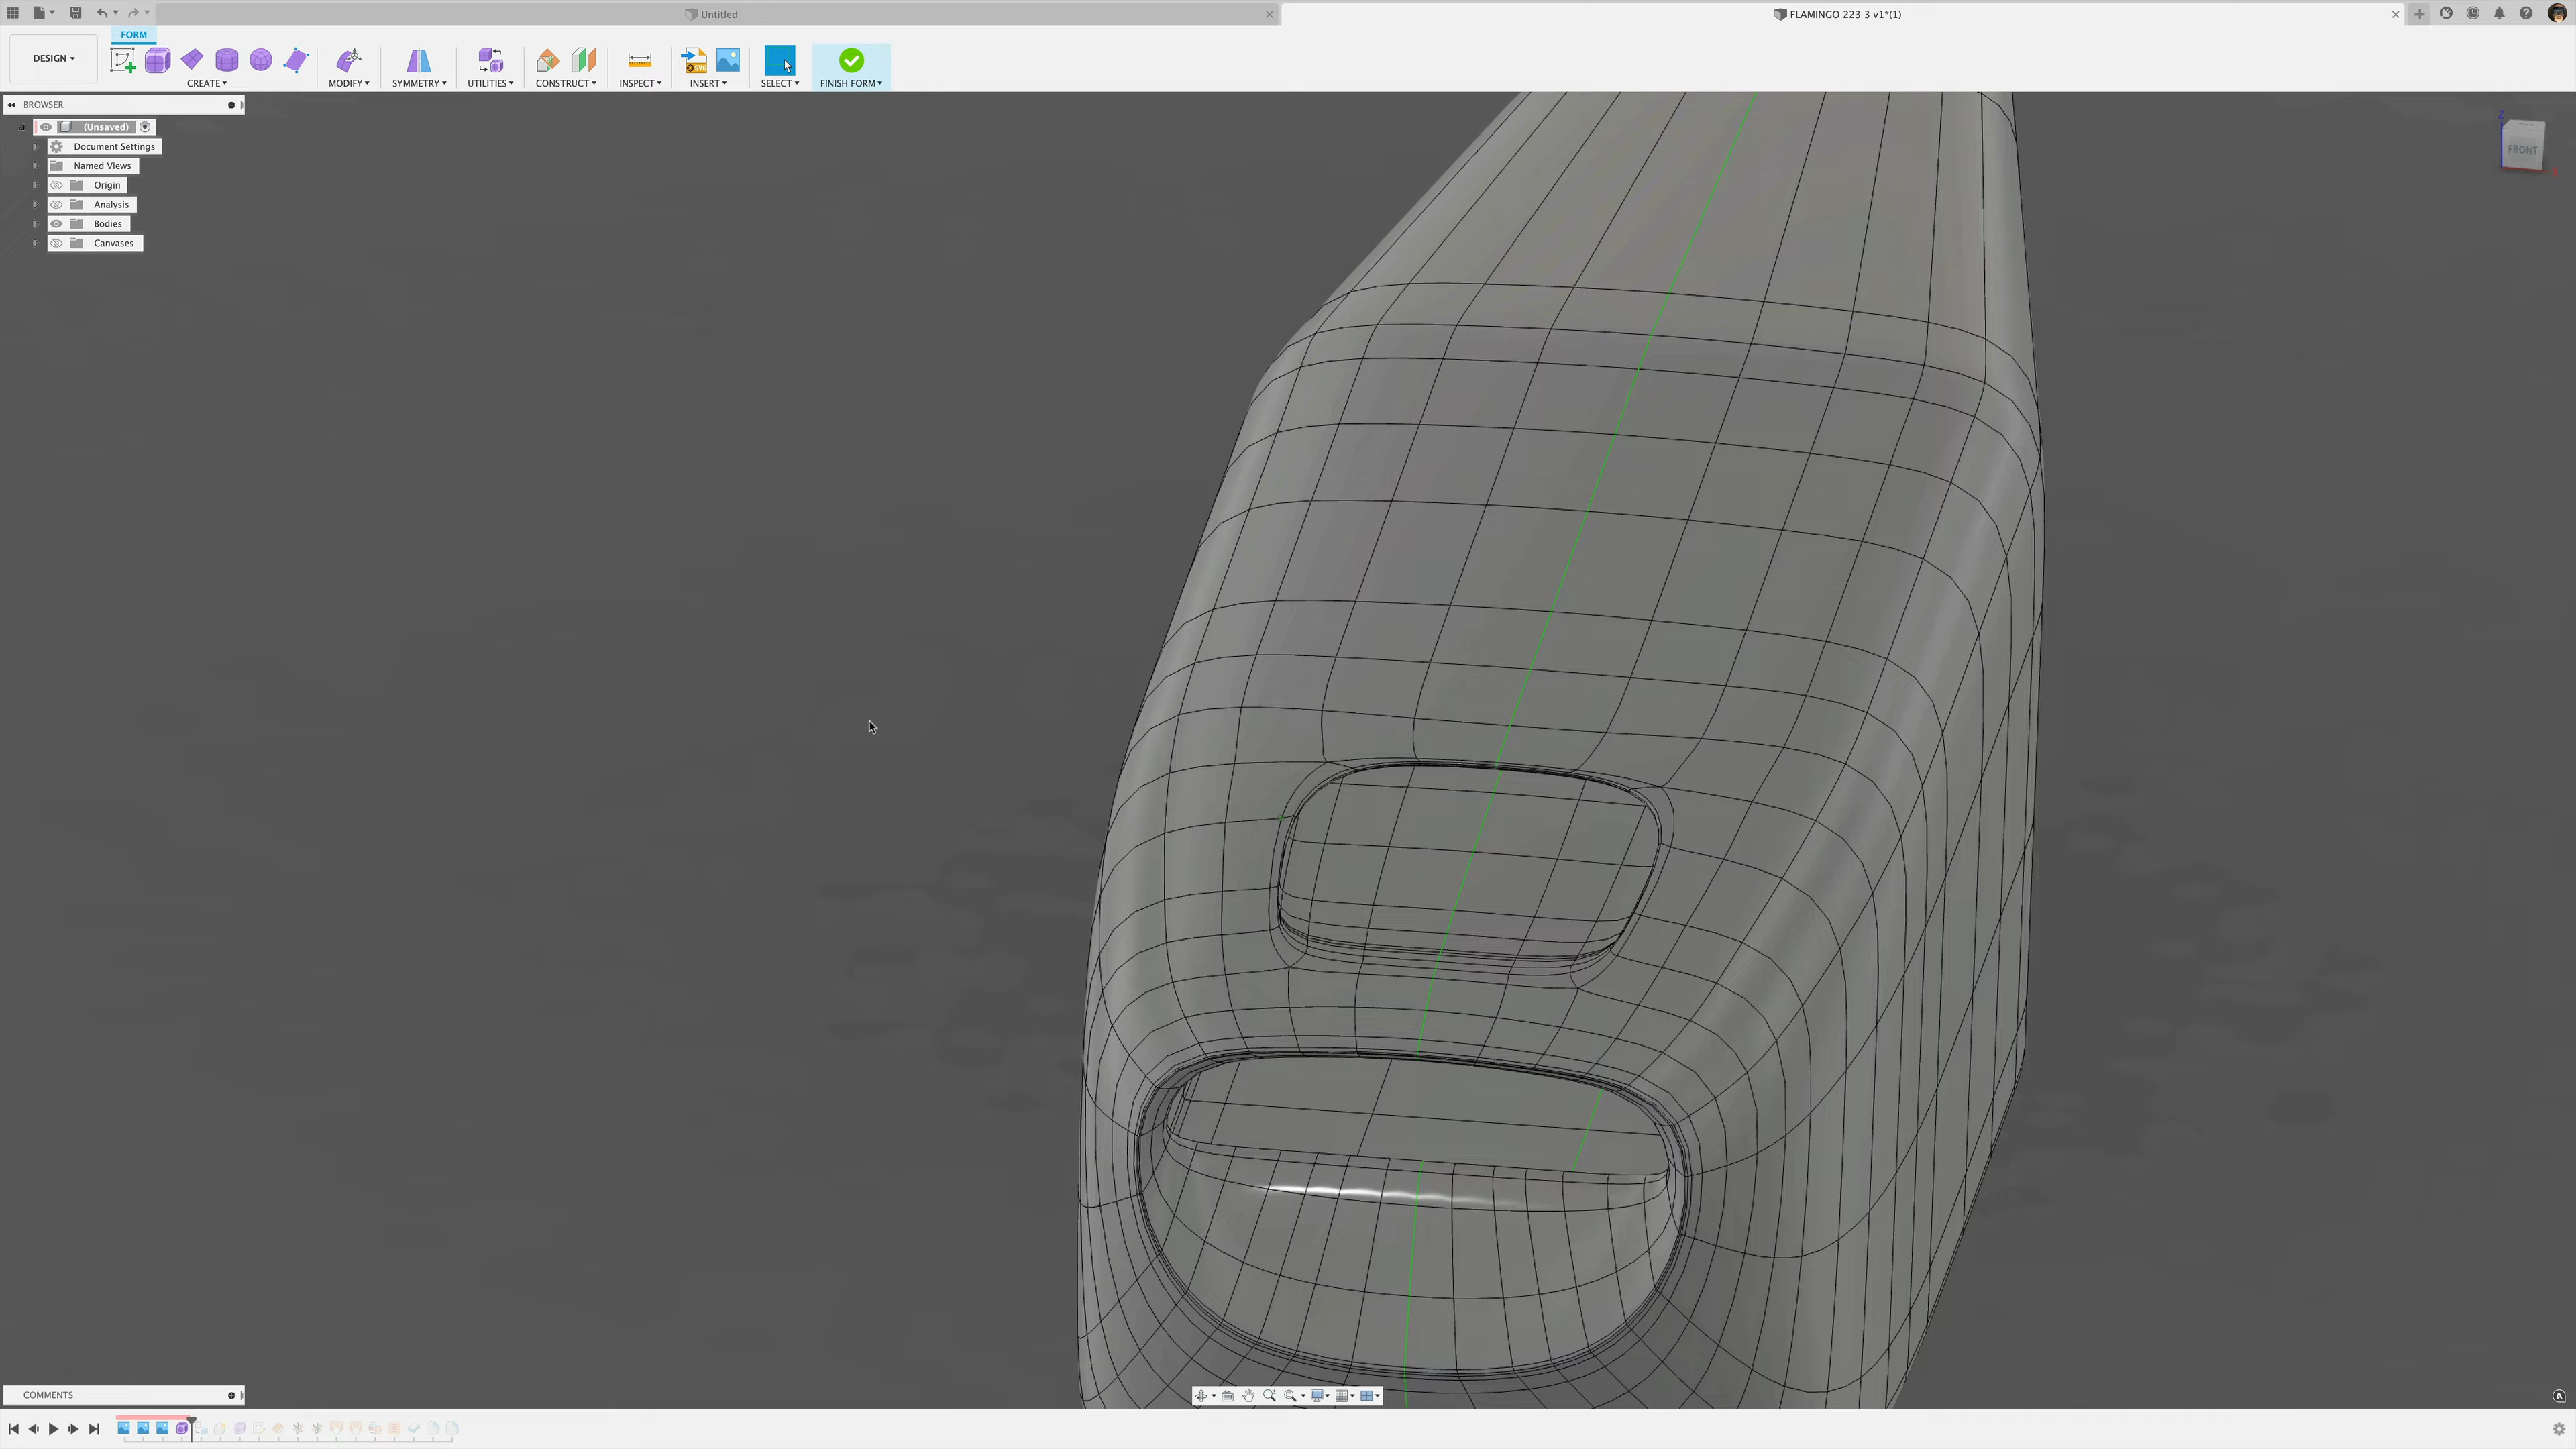 Untitled
FLAMINGO 223 3 v1*(1)
FORM
DESIGN
CREATE
MODIFY
SYMMETRY
UTILITIES
CONSTRUCT
INSPECT
INSERT
SELECT
FINISH FORM
BROWSER
(Unsaved)
Document Settings
Named Views
Origin
Analysis
Bodies
Canvases
Z
FRONT
COMMENTS